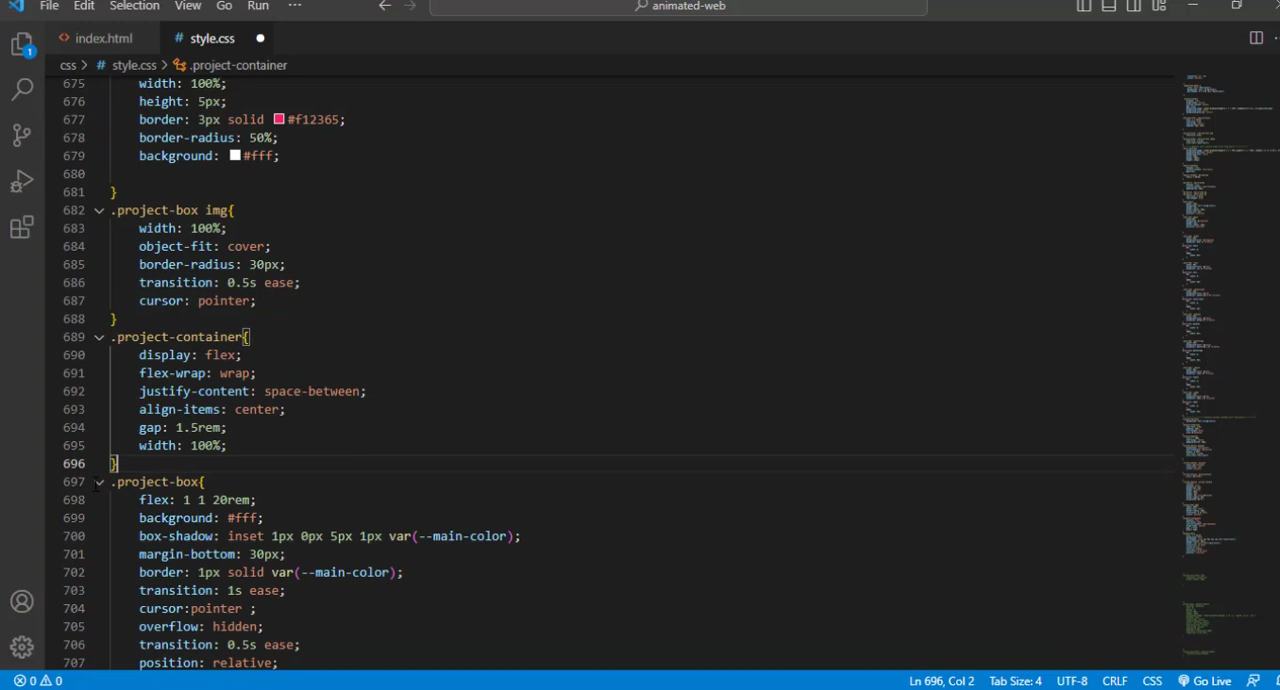 File Edit Selection View Go Run ··· ← → animated-web
index.html # style.css ●
css > # style.css > .project-container
675 width: 100%;
676 height: 5px;
677 border: 3px solid #f12365;
678 border-radius: 50%;
679 background: #fff;
680
681 }
682 .project-box img{
683 width: 100%;
684 object-fit: cover;
685 border-radius: 30px;
686 transition: 0.5s ease;
687 cursor: pointer;
688 }
689 .project-container{
690 display: flex;
691 flex-wrap: wrap;
692 justify-content: space-between;
693 align-items: center;
694 gap: 1.5rem;
695 width: 100%;
696 }
697 .project-box{
698 flex: 1 1 20rem;
699 background: #fff;
700 box-shadow: inset 1px 0px 5px 1px var(--main-color);
701 margin-bottom: 30px;
702 border: 1px solid var(--main-color);
703 transition: 1s ease;
704 cursor:pointer ;
705 overflow: hidden;
706 transition: 0.5s ease;
707 position: relative;
1
0 0 Ln 696, Col 2 Tab Size: 4 UTF-8 CRLF CSS Go Live